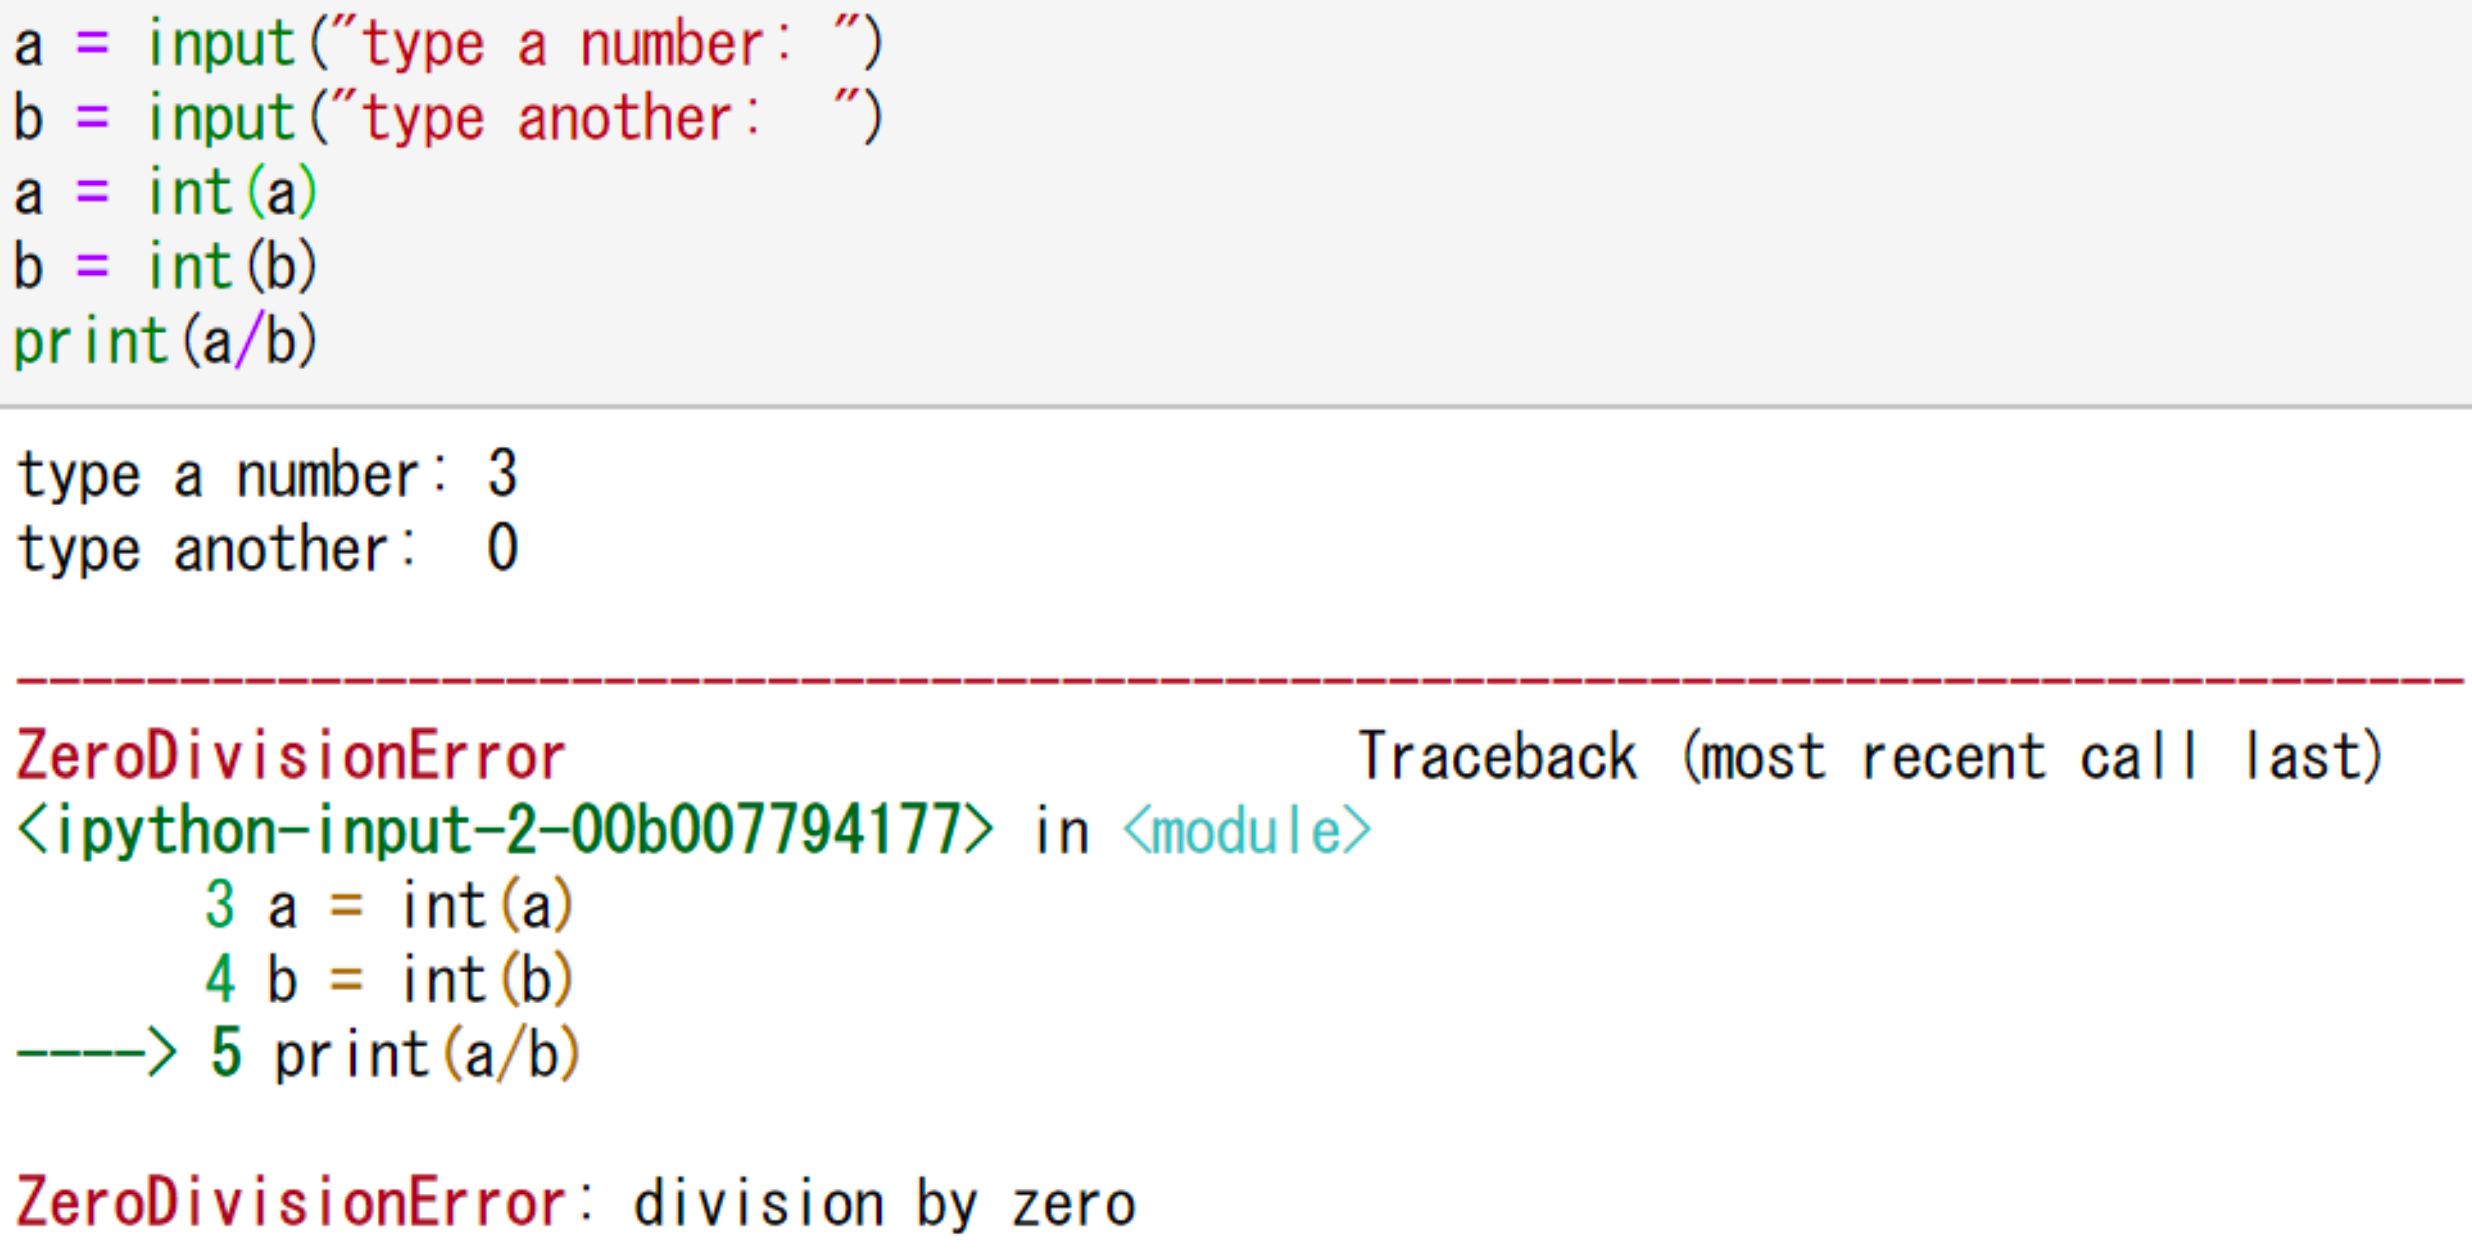 a = input("type a number: ")
b = input("type another:  ")
a = int(a)
b = int(b)
print(a/b)
type a number: 3
type another:  0
---------------------------------------------------------------------------
ZeroDivisionError                         Traceback (most recent call last)
<ipython-input-2-00b007794177> in <module>
      3 a = int(a)
      4 b = int(b)
----> 5 print(a/b)
ZeroDivisionError: division by zero